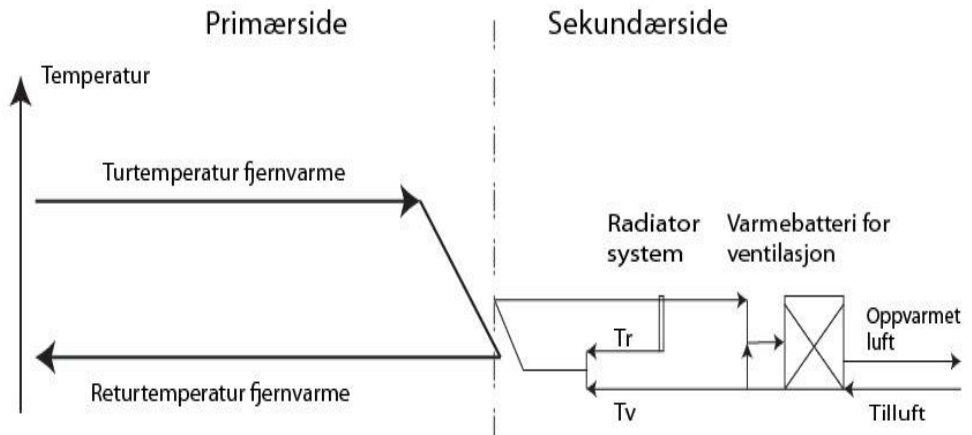 Primærside
Sekundærside
Temperatur
Turtemperatur fjernvarme
Radiator
system
Varmebatteri for
ventilasjon
Oppvarmet
luft
Tr
Returtemperatur fjernvarme
Tv
Tilluft